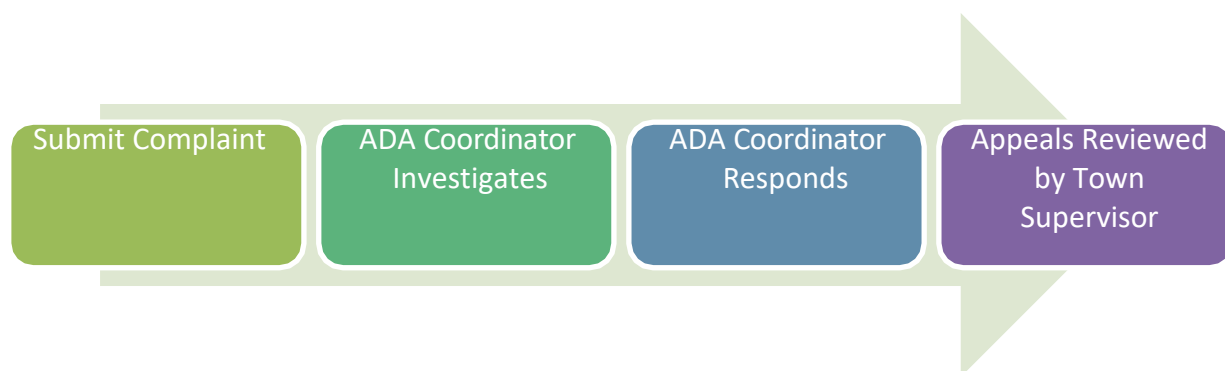 Submit Complaint
ADA Coordinator
Investigates
ADA Coordinator
Responds
Appeals Reviewed
by Town
Supervisor